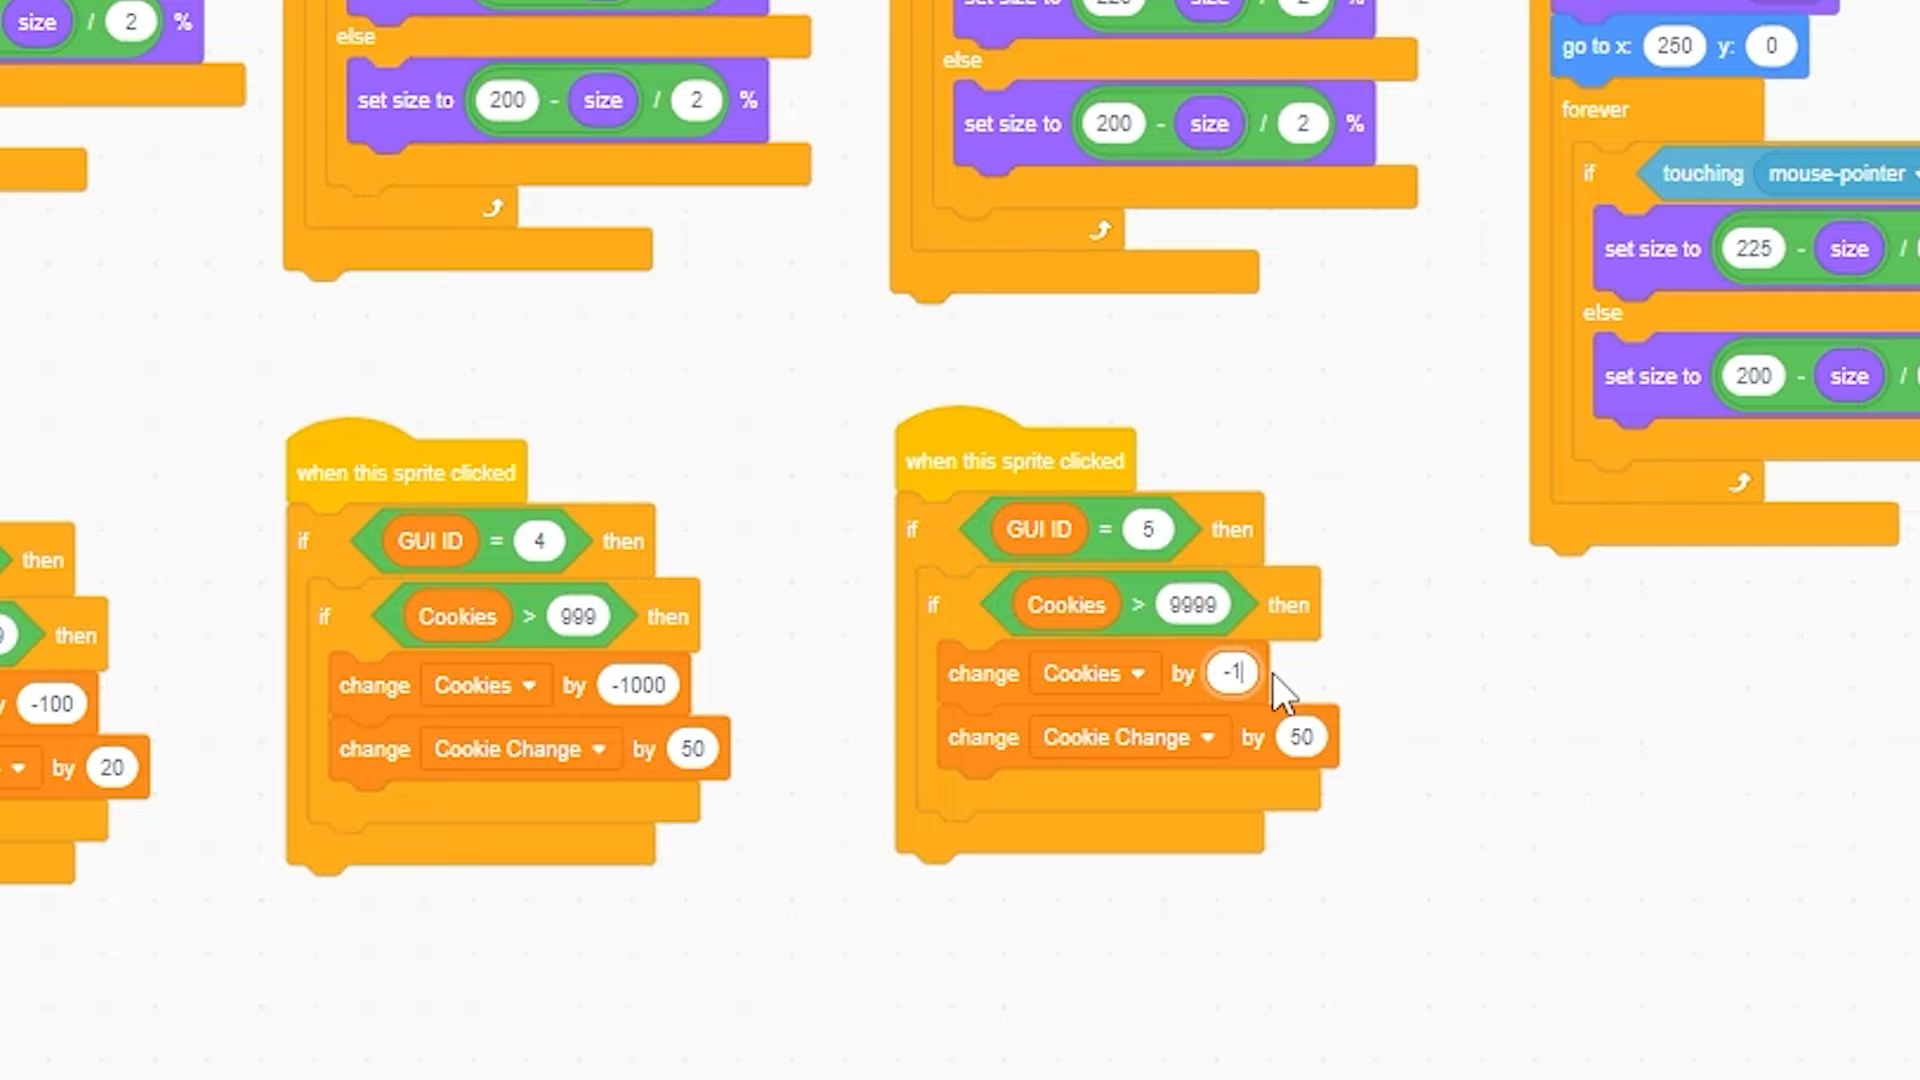 size / 2 %
else
set size to 200 - size / 2 %
then
then
-100
by 20
when this sprite clicked
if GUI ID = 4 then
if Cookies > 999 then
change Cookies by -1000
change Cookie Change by 50
else
set size to 200 - size / 2 %
when this sprite clicked
if GUI ID = 5 then
if Cookies > 9999 then
change Cookies by -1
change Cookie Change by 50
go to x: 250 y: 0
forever
if touching mouse-pointer
set size to 225 - size /
else
set size to 200 - size /